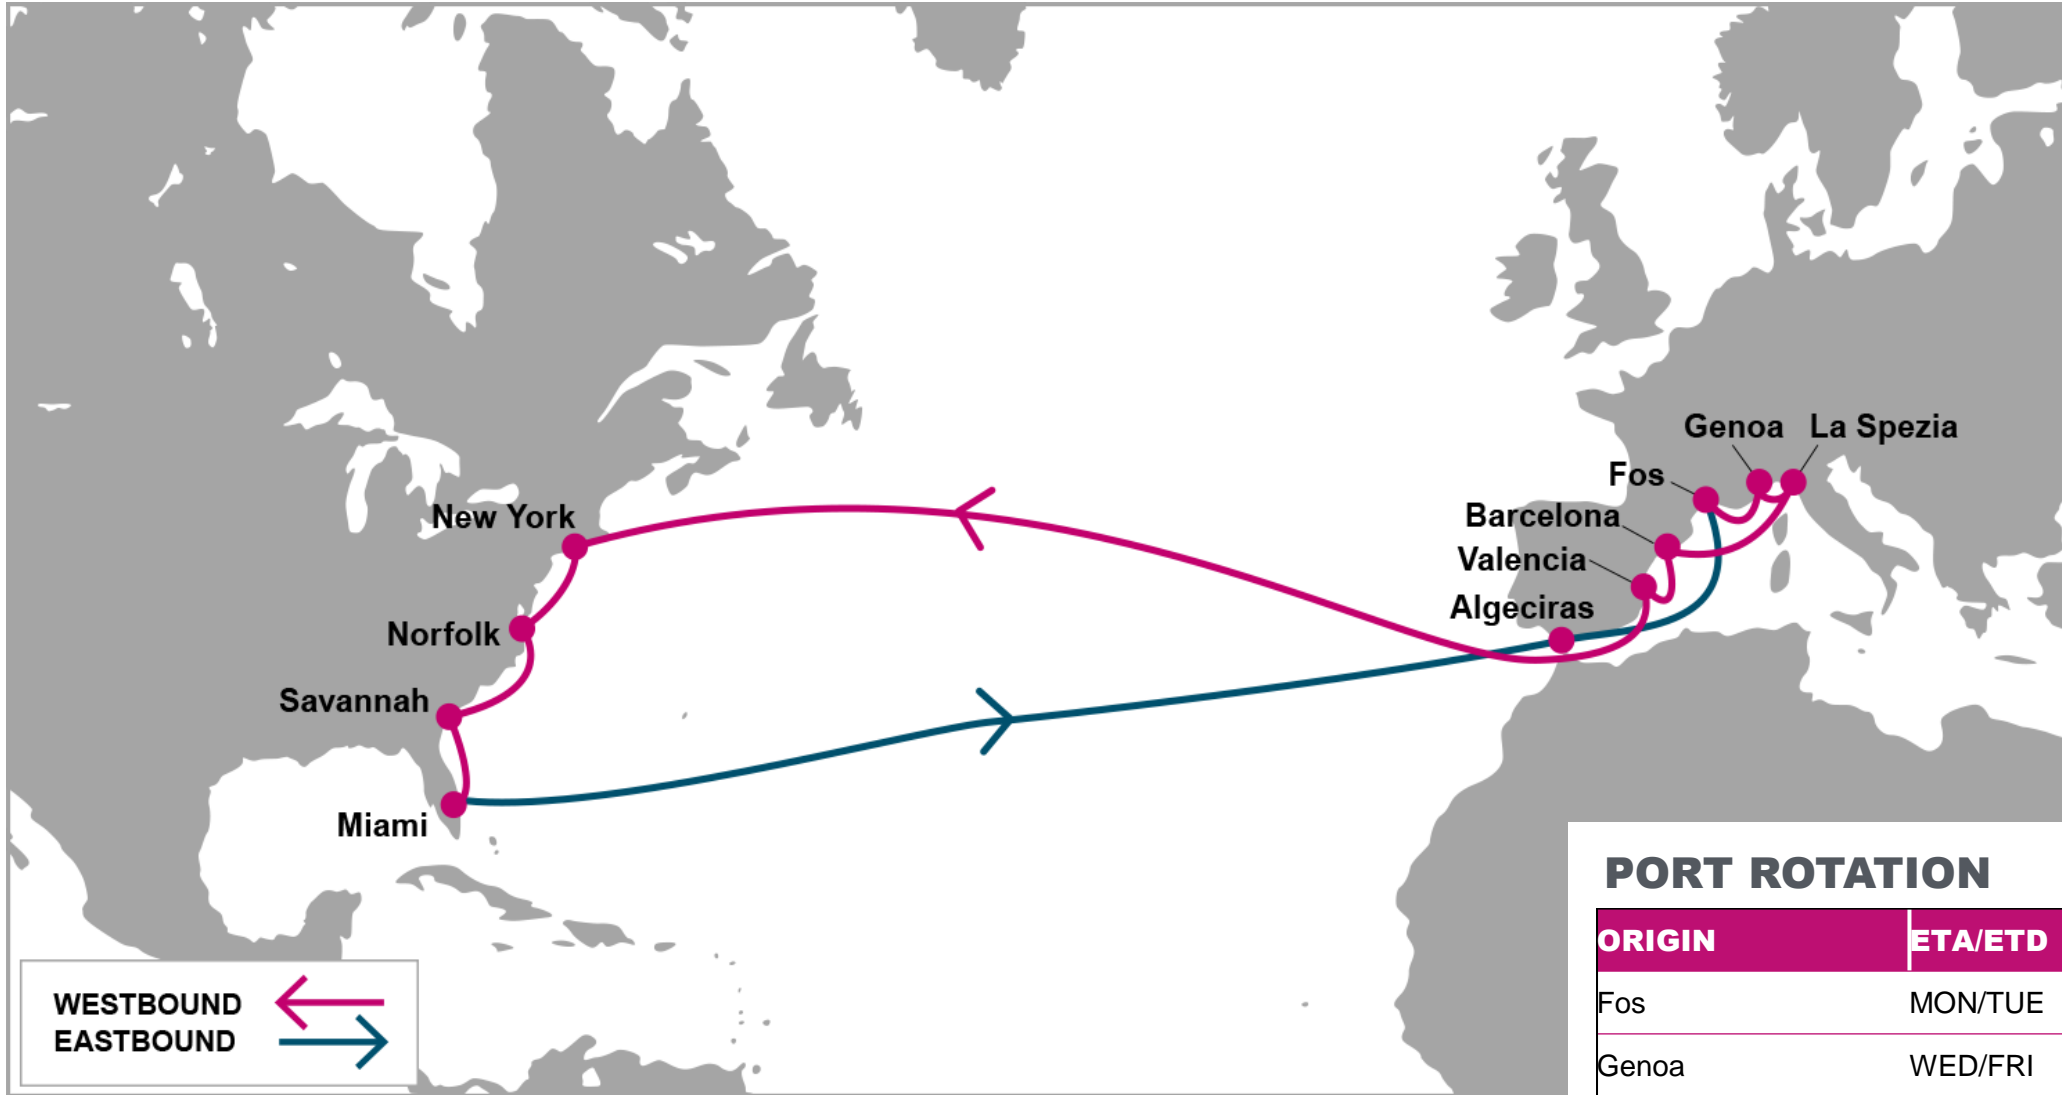 Genoa
La Spezia
Fos
Barcelona
Valencia
Algeciras
New York
Norfolk
Savannah
Miami
WESTBOUND
EASTBOUND
PORT ROTATION
ORIGIN ETA/ETD
Fos MON/TUE
Genoa WED/FRI